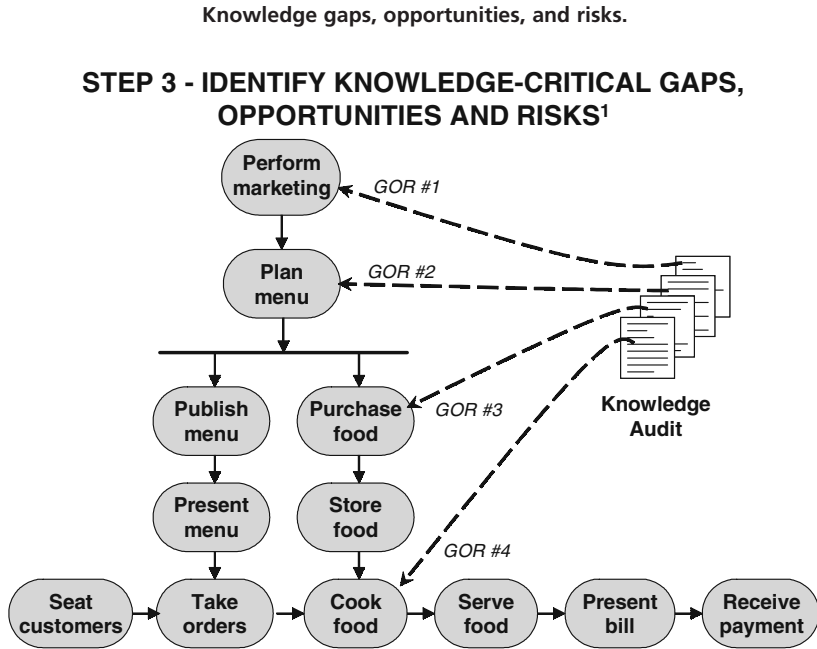 Knowledge gaps, opportunities, and risks.
STEP 3 - IDENTIFY KNOWLEDGE-CRITICAL GAPS,
OPPORTUNITIES AND RISKS¹
Perform
marketing
GOR #1
Plan
menu
GOR #2
Publish
menu
Purchase
food
GOR #3
Knowledge
Audit
Present
menu
Store
food
GOR #4
Seat
customers
Take
orders
Cook
food
Serve
food
Present
bill
Receive
payment